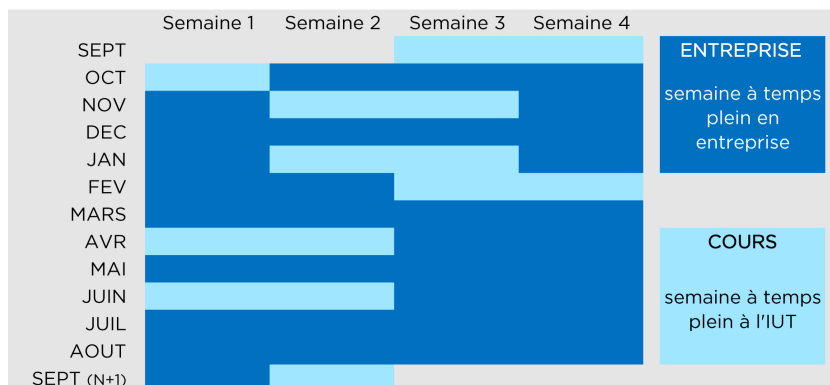 Semaine 1 Semaine 2 Semaine 3 Semaine 4
SEPT
OCT
NOV
DEC
JAN
FEV
MARS
AVR
MAI
JUIN
JUIL
AOUT
SEPT (N+1)
ENTREPRISE
semaine à temps
plein en
entreprise
COURS
semaine à temps
plein à l'IUT